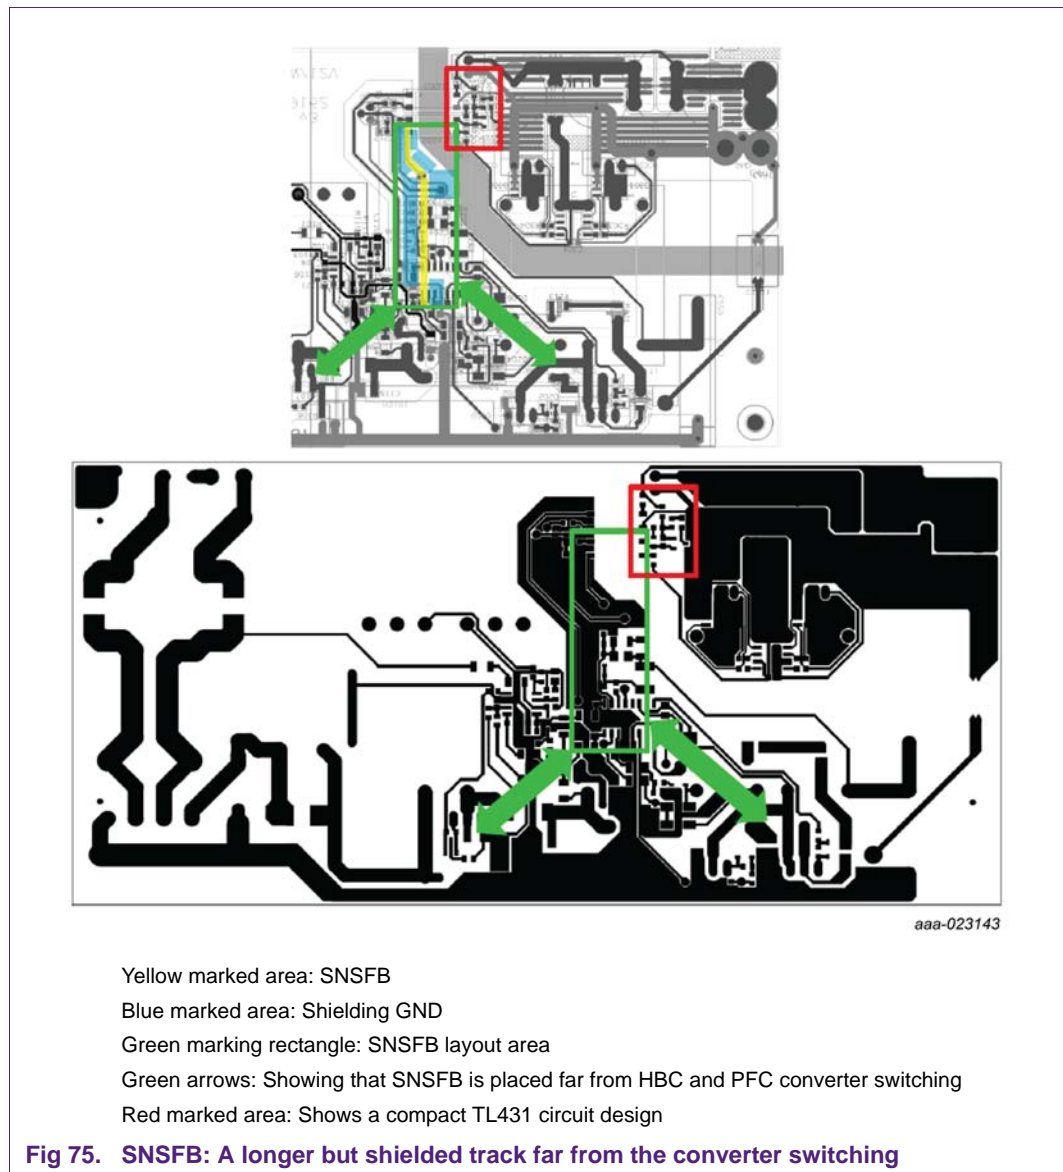 aaa-023143
Yellow marked area: SNSFB
Blue marked area: Shielding GND
Green marking rectangle: SNSFB layout area
Green arrows: Showing that SNSFB is placed far from HBC and PFC converter switching
Red marked area: Shows a compact TL431 circuit design
Fig 75. SNSFB: A longer but shielded track far from the converter switching